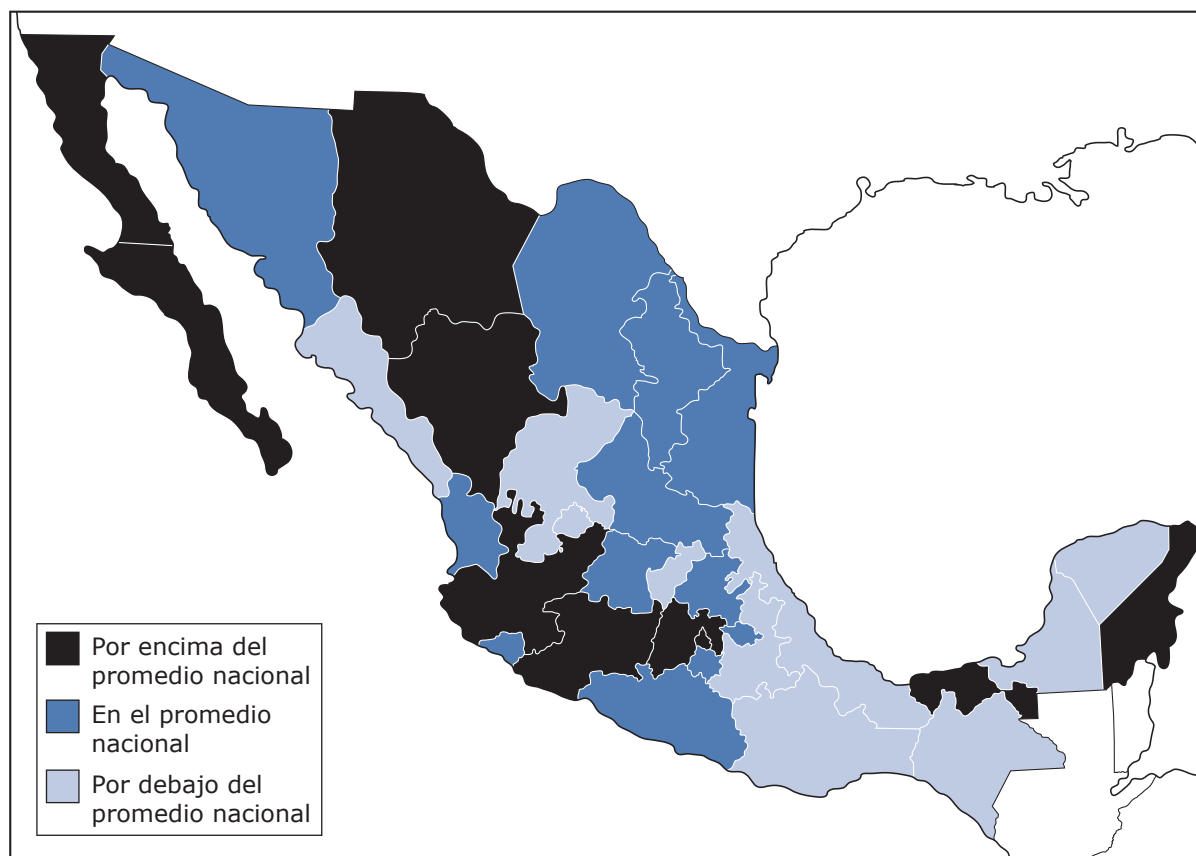 Por encima del
promedio nacional
En el promedio
nacional
Por debajo del
promedio nacional